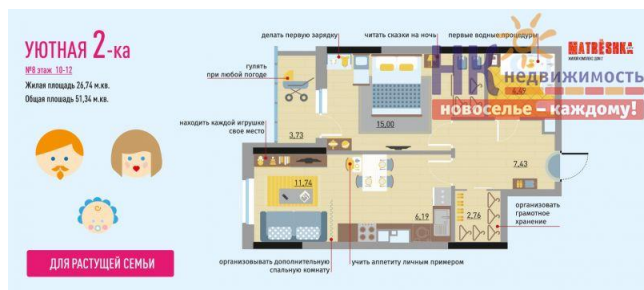 УЮТНАЯ 2-ка
№8 этаж 10-12
Жилая площадь 26,74 м.кв.
Общая площадь 51,34 м.кв.
ДЛЯ РАСТУЩЕЙ СЕМЬИ
делать первую зарядку
читать сказки на ночь
первые водные процедуры
MATRЁSHKA
гулять
при любой погоде
НК
недвижимость
новоселье – каждому!
3,73
15.00
находить каждой игрушке
свое место
7,43
11,74
6,19
2,76
организовать
грамотное
хранение
организовывать дополнительную
спальную комнату
учить аппетиту личным примером